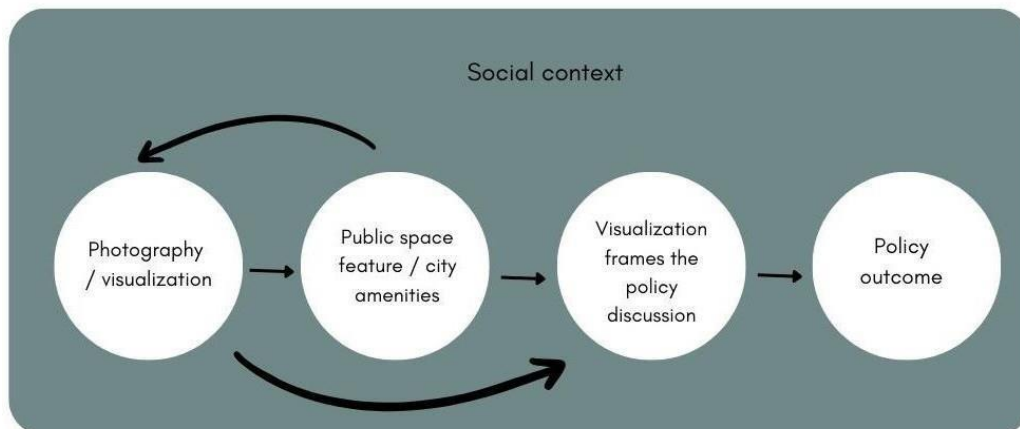 Social context
Photography
/ visualization
Public space
feature / city
amenities
Visualization
frames the
policy
discussion
Policy
outcome